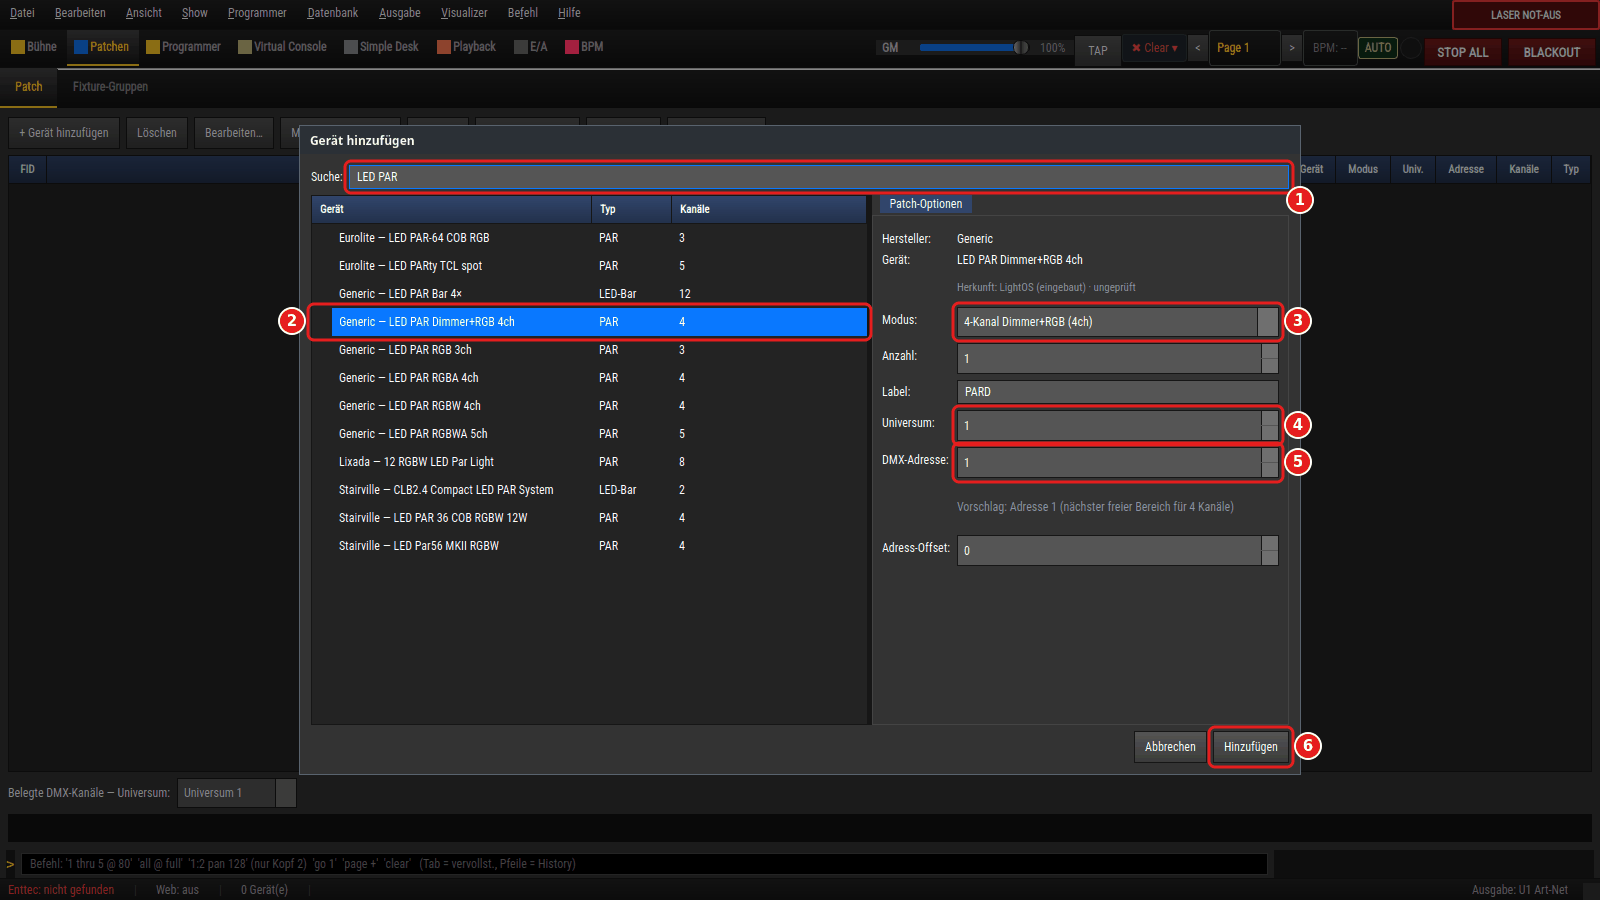 Datei Bearbeiten Ansicht Show Programmer Datenbank Ausgabe Visualizer Befehl Hilfe
LASER NOT-AUS
Bühne Patchen Programmer Virtual Console Simple Desk Playback E/A BPM
GM 100% TAP ✖ Clear ▾ < Page 1 > BPM: -- AUTO STOP ALL BLACKOUT
Patch Fixture-Gruppen
+ Gerät hinzufügen Löschen Bearbeiten... M
FID Gerät Modus Univ. Adresse Kanäle Typ
Gerät hinzufügen
Suche: LED PAR
1
Gerät Typ Kanäle
Eurolite — LED PAR-64 COB RGB PAR 3
Eurolite — LED PARty TCL spot PAR 5
Generic — LED PAR Bar 4× LED-Bar 12
2 Generic — LED PAR Dimmer+RGB 4ch PAR 4
Generic — LED PAR RGB 3ch PAR 3
Generic — LED PAR RGBA 4ch PAR 4
Generic — LED PAR RGBW 4ch PAR 4
Generic — LED PAR RGBWA 5ch PAR 5
Lixada — 12 RGBW LED Par Light PAR 8
Stairville — CLB2.4 Compact LED PAR System LED-Bar 2
Stairville — LED PAR 36 COB RGBW 12W PAR 4
Stairville — LED Par56 MKII RGBW PAR 4
Patch-Optionen
Hersteller: Generic
Gerät: LED PAR Dimmer+RGB 4ch
Herkunft: LightOS (eingebaut) · ungeprüft
Modus: 4-Kanal Dimmer+RGB (4ch) 3
Anzahl: 1
Label: PARD
Universum: 1 4
DMX-Adresse: 1 5
Vorschlag: Adresse 1 (nächster freier Bereich für 4 Kanäle)
Adress-Offset: 0
Abbrechen Hinzufügen 6
Belegte DMX-Kanäle — Universum: Universum 1
> Befehl: '1 thru 5 @ 80' 'all @ full' '1:2 pan 128' (nur Kopf 2) 'go 1' 'page +' 'clear' (Tab = vervollst., Pfeile = History)
Enttec: nicht gefunden Web: aus 0 Gerät(e) Ausgabe: U1 Art-Net